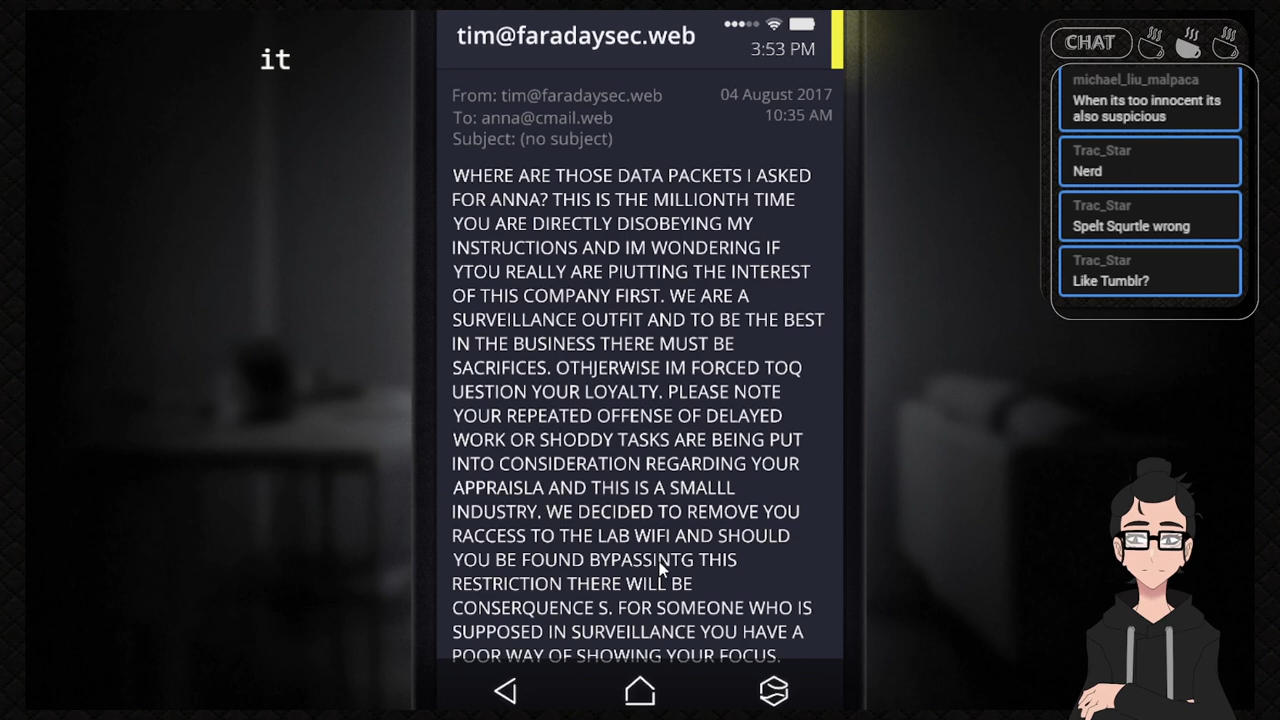 it
tim@faradaysec.web
3:53 PM
From: tim@faradaysec.web
04 August 2017
To: anna@cmail.web
10:35 AM
Subject: (no subject)
WHERE ARE THOSE DATA PACKETS I ASKED
FOR ANNA? THIS IS THE MILLIONTH TIME
YOU ARE DIRECTLY DISOBEYING MY
INSTRUCTIONS AND IM WONDERING IF
YTOU REALLY ARE PIUTTING THE INTEREST
OF THIS COMPANY FIRST. WE ARE A
SURVEILLANCE OUTFIT AND TO BE THE BEST
IN THE BUSINESS THERE MUST BE
SACRIFICES. OTHJERWISE IM FORCED TOQ
UESTION YOUR LOYALTY. PLEASE NOTE
YOUR REPEATED OFFENSE OF DELAYED
WORK OR SHODDY TASKS ARE BEING PUT
INTO CONSIDERATION REGARDING YOUR
APPRAISLA AND THIS IS A SMALLL
INDUSTRY. WE DECIDED TO REMOVE YOU
RACCESS TO THE LAB WIFI AND SHOULD
YOU BE FOUND BYPASSINTG THIS
RESTRICTION THERE WILL BE
CONSERQUENCE S. FOR SOMEONE WHO IS
SUPPOSED IN SURVEILLANCE YOU HAVE A
POOR WAY OF SHOWING YOUR FOCUS.
CHAT
michael_liu_malpaca
When its too innocent its
also suspicious
Trac_Star
Nerd
Trac_Star
Spelt Squrtle wrong
Trac_Star
Like Tumblr?